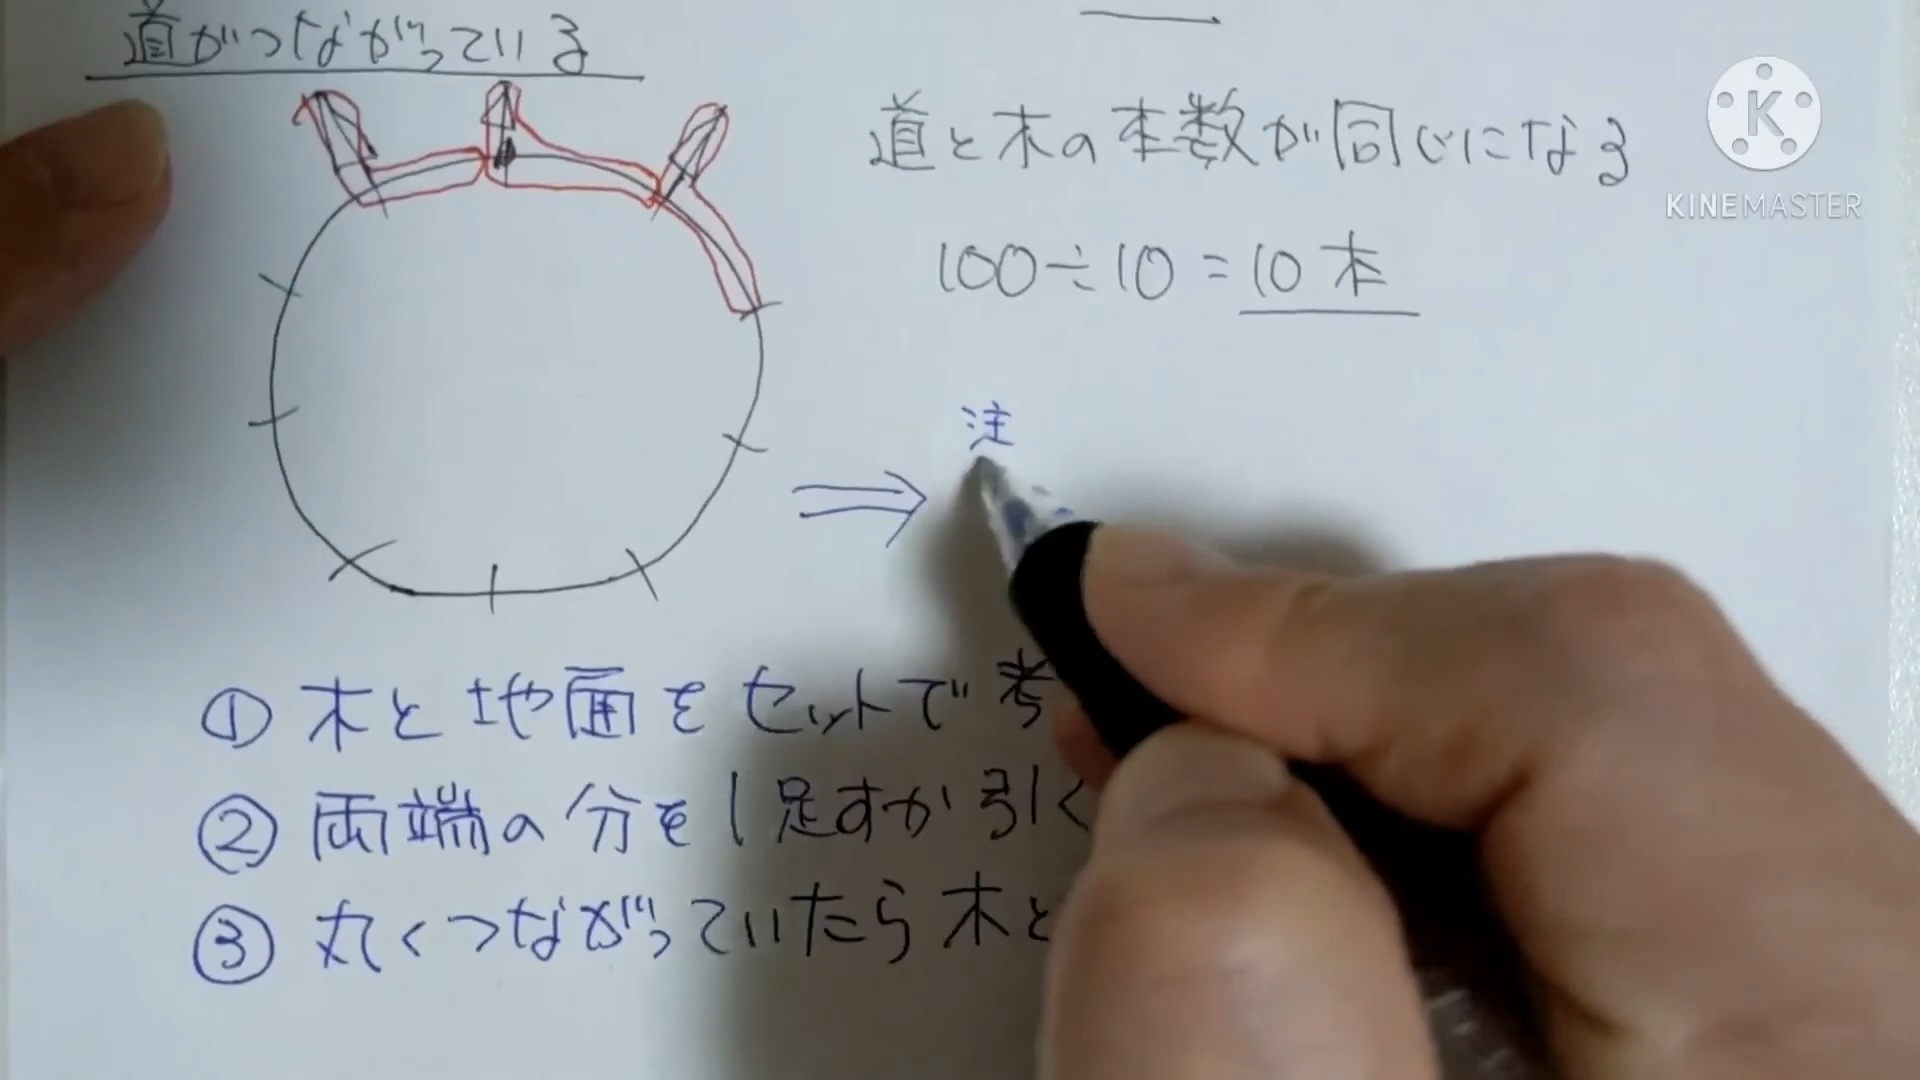 道がつながっている
道と木の本数が同じになる
100÷10=10本
注
①木と地面をセットで考
②両端の分を1足すか引く
③丸くつながっていたら木と
K
KINEMASTER